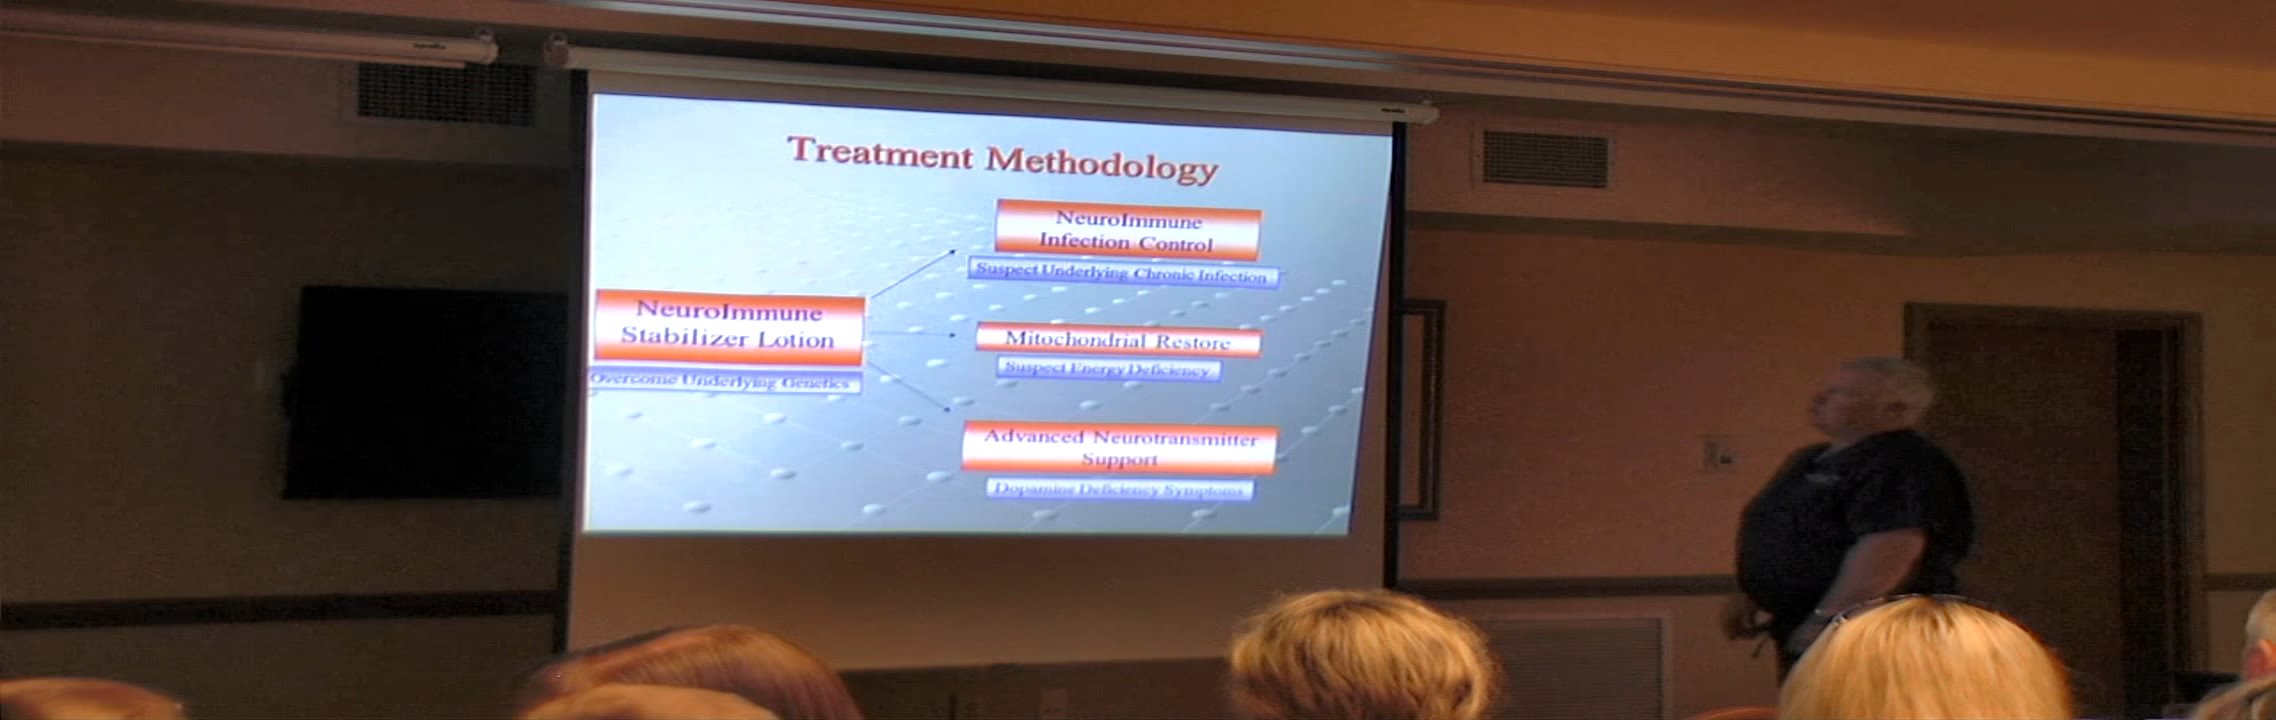 Treatment Methodology
NeuroImmune
Infection Control
Suspect Underlying Chronic Infection
NeuroImmune
Stabilizer Lotion
Overcome Underlying Genetics
Mitochondrial Restore
Suspect Energy Deficiency
Advanced Neurotransmitter
Support
Dopamine Deficiency Symptoms